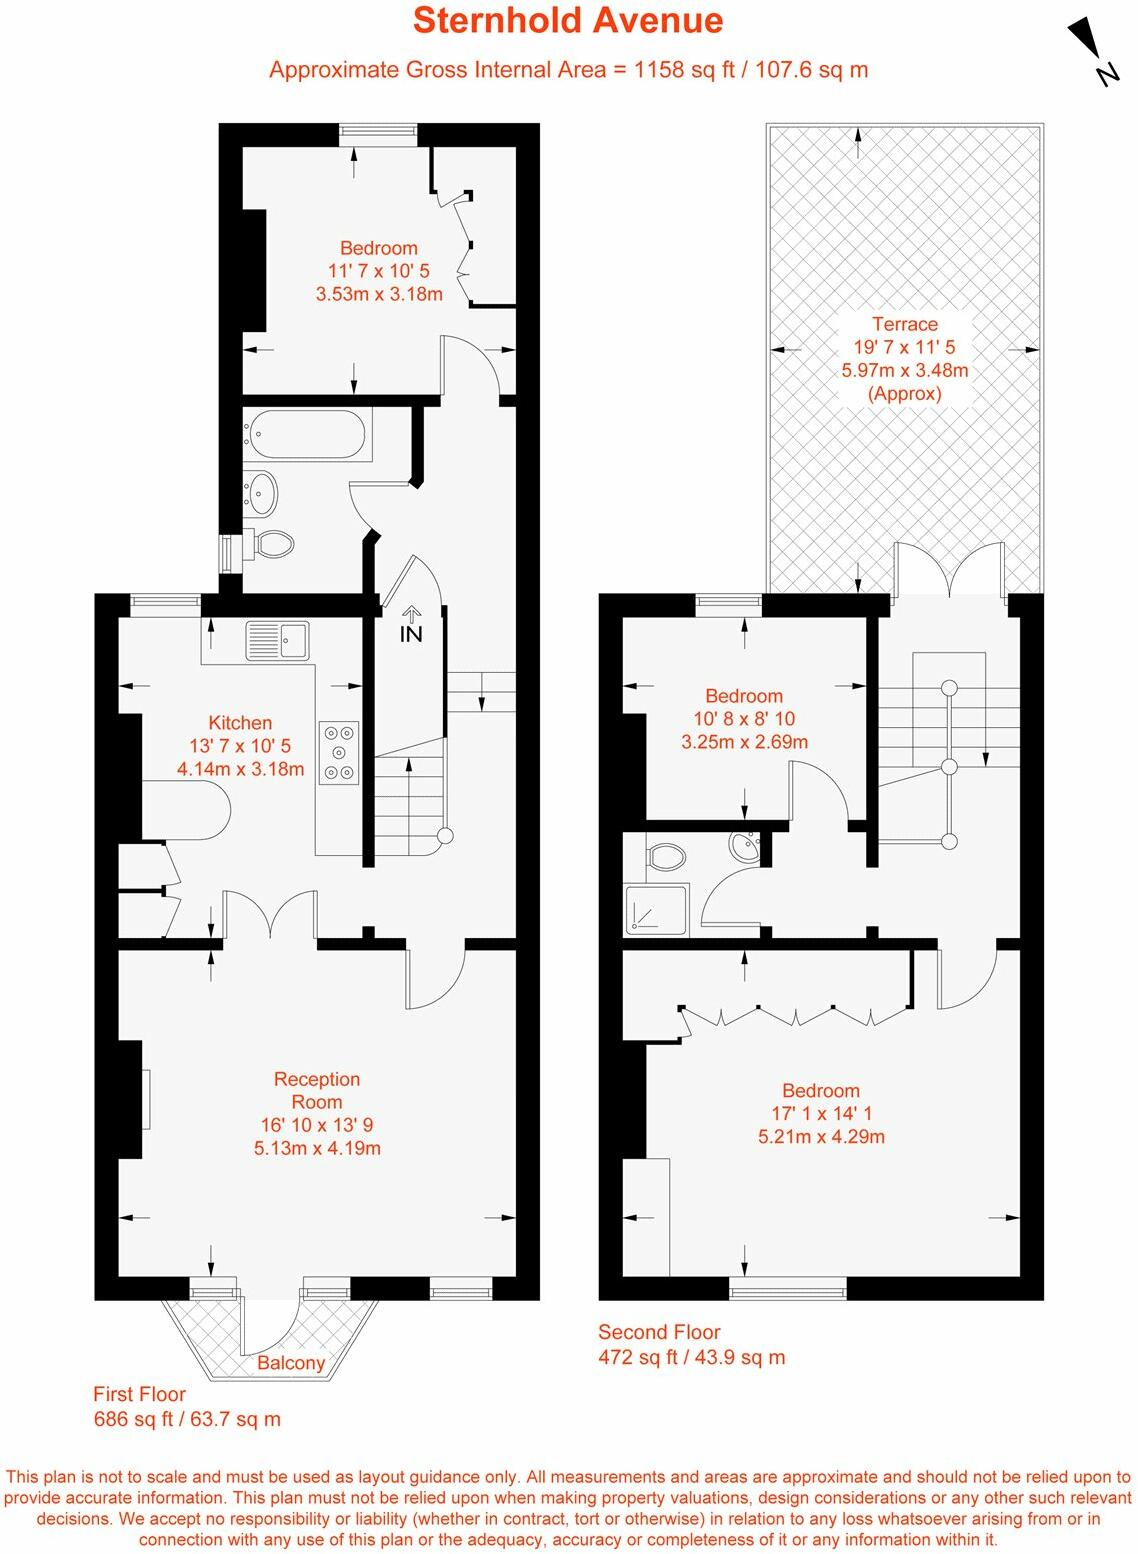 Sternhold Avenue
Approximate Gross Internal Area = 1158 sq ft / 107.6 sq m
N
Bedroom
11' 7 x 10' 5
3.53m x 3.18m
Terrace
19' 7 x 11' 5
5.97m x 3.48m
(Approx)
IN
Kitchen
13' 7 x 10' 5
4.14m x 3.18m
Bedroom
10' 8 x 8' 10
3.25m x 2.69m
Reception
Room
16' 10 x 13' 9
5.13m x 4.19m
Bedroom
17' 1 x 14' 1
5.21m x 4.29m
Balcony
First Floor
686 sq ft / 63.7 sq m
Second Floor
472 sq ft / 43.9 sq m
This plan is not to scale and must be used as layout guidance only. All measurements and areas are approximate and should not be relied upon to
provide accurate information. This plan must not be relied upon when making property valuations, design considerations or any other such relevant
decisions. We accept no responsibility or liability (whether in contract, tort or otherwise) in relation to any loss whatsoever arising from or in
connection with any use of this plan or the adequacy, accuracy or completeness of it or any information within it.